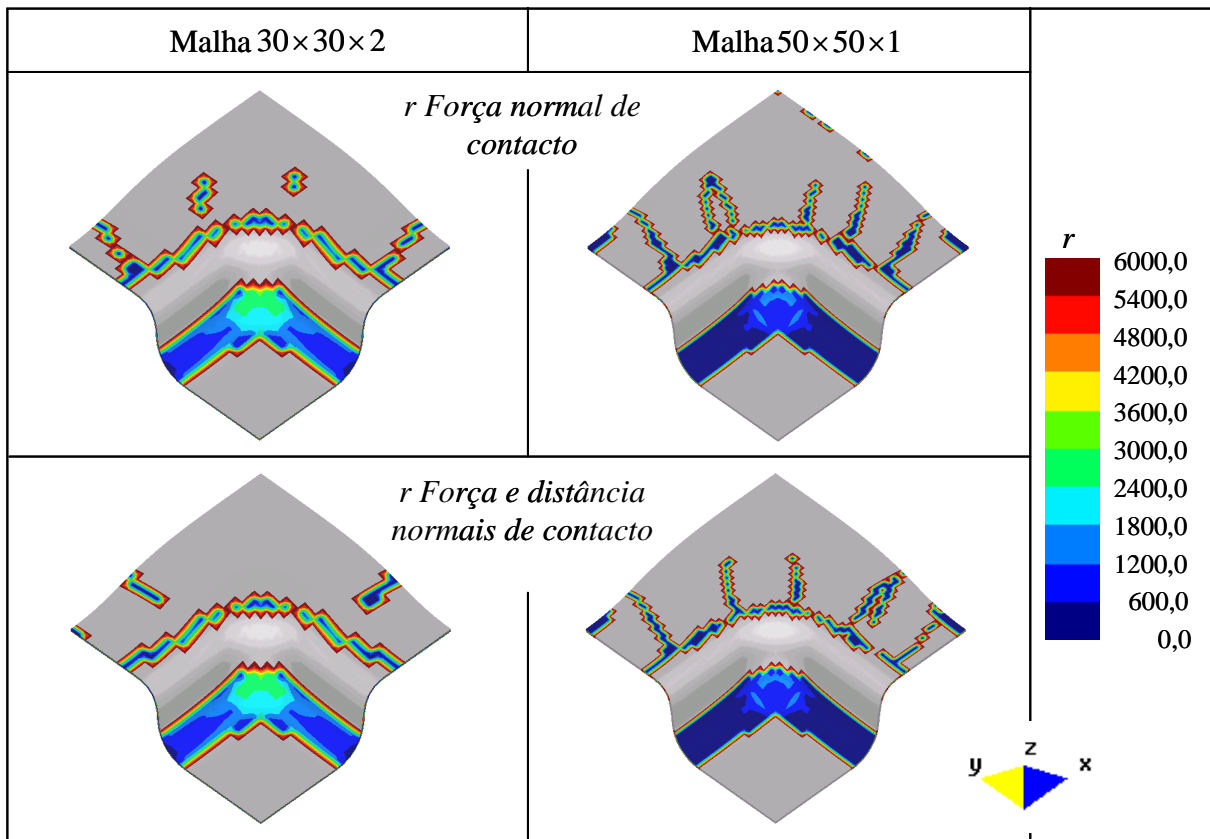 Malha 30×30×2
Malha 50×50×1
r Força normal de
contacto
r
6000,0
5400,0
4800,0
4200,0
3600,0
3000,0
2400,0
1800,0
1200,0
600,0
0,0
r Força e distância
normais de contacto
y
z
x